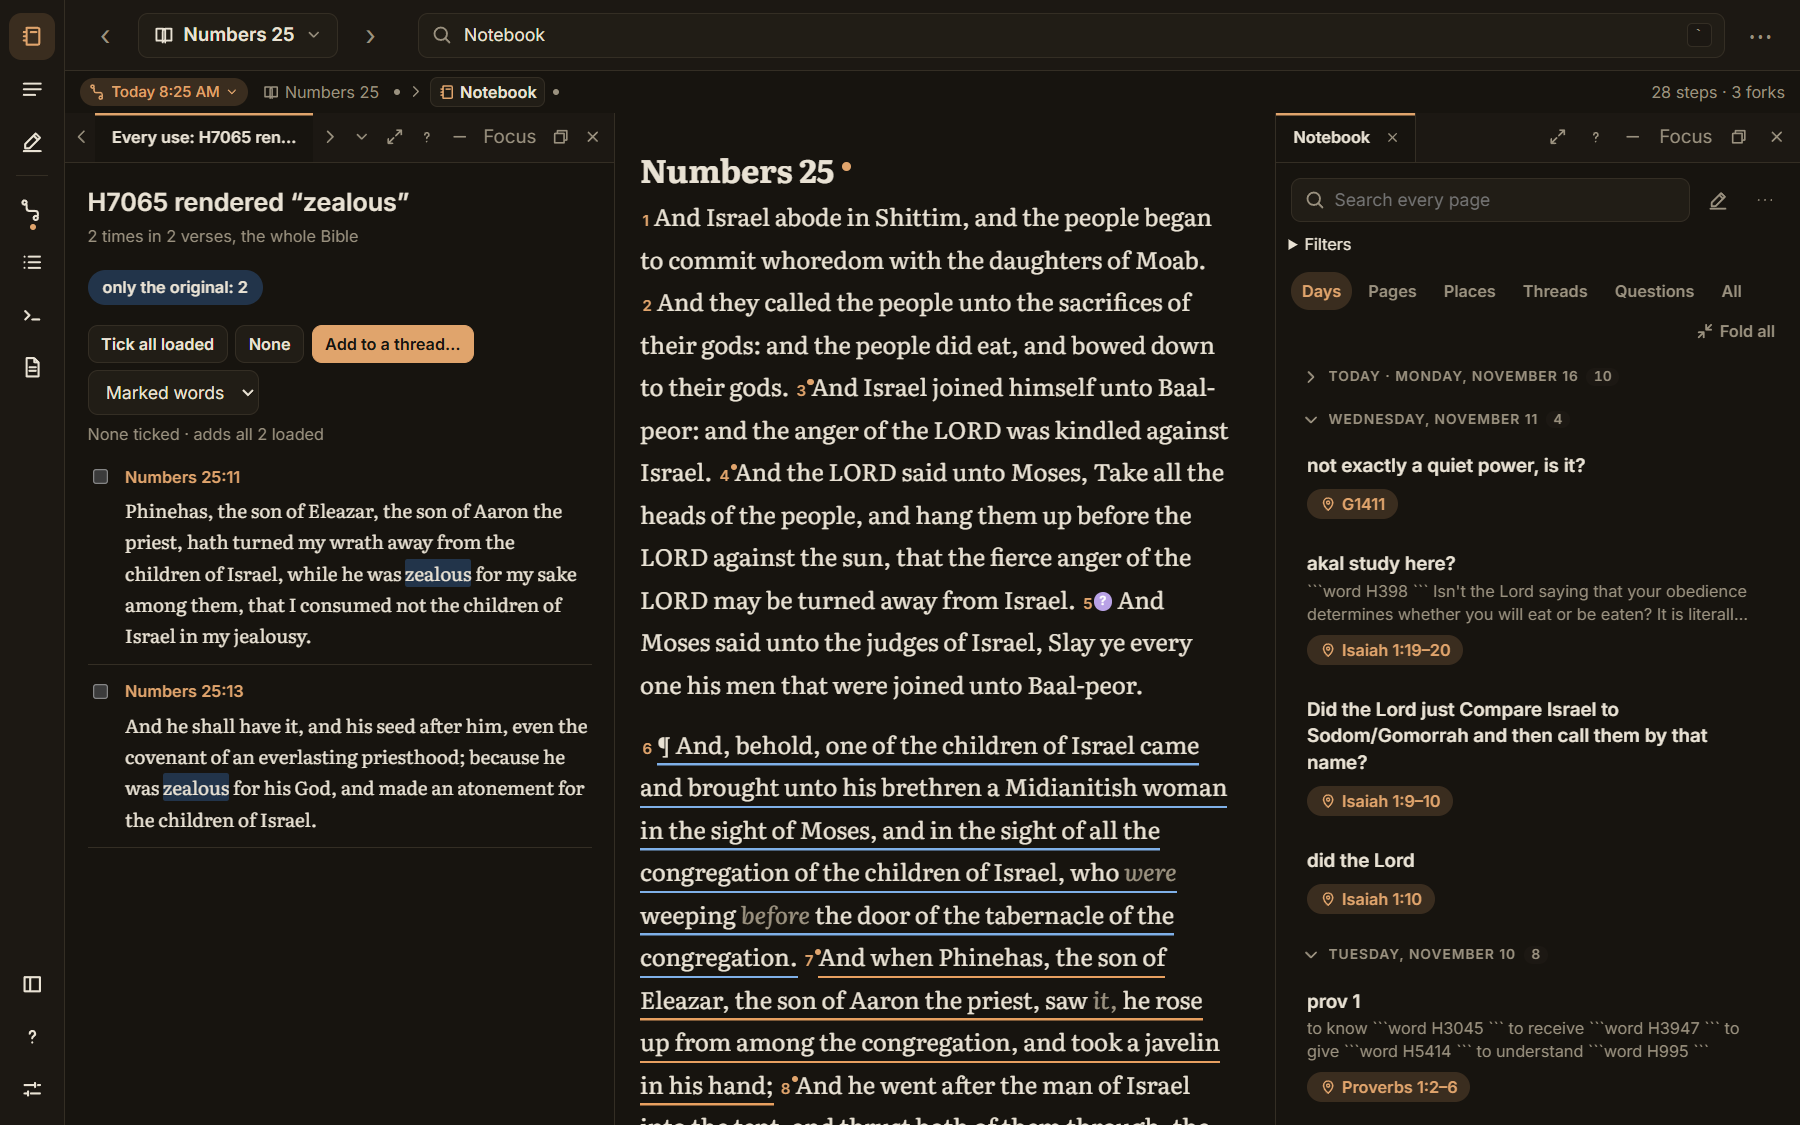 Numbers 25
Notebook
`
Today 8:25 AM
Numbers 25
Notebook
28 steps · 3 forks
Every use: H7065 ren...
?
Focus
H7065 rendered “zealous”
2 times in 2 verses, the whole Bible
only the original: 2
Tick all loaded
None
Add to a thread...
Marked words
None ticked · adds all 2 loaded
Numbers 25:11
Phinehas, the son of Eleazar, the son of Aaron the
priest, hath turned my wrath away from the
children of Israel, while he was zealous for my sake
among them, that I consumed not the children of
Israel in my jealousy.
Numbers 25:13
And he shall have it, and his seed after him, even the
covenant of an everlasting priesthood; because he
was zealous for his God, and made an atonement for
the children of Israel.
Numbers 25
1 And Israel abode in Shittim, and the people began
to commit whoredom with the daughters of Moab.
2 And they called the people unto the sacrifices of
their gods: and the people did eat, and bowed down
to their gods. 3 And Israel joined himself unto Baal-
peor: and the anger of the LORD was kindled against
Israel. 4 And the LORD said unto Moses, Take all the
heads of the people, and hang them up before the
LORD against the sun, that the fierce anger of the
LORD may be turned away from Israel. 5 ? And
Moses said unto the judges of Israel, Slay ye every
one his men that were joined unto Baal-peor.
6 ¶ And, behold, one of the children of Israel came
and brought unto his brethren a Midianitish woman
in the sight of Moses, and in the sight of all the
congregation of the children of Israel, who were
weeping before the door of the tabernacle of the
congregation. 7 And when Phinehas, the son of
Eleazar, the son of Aaron the priest, saw it, he rose
up from among the congregation, and took a javelin
in his hand; 8 And he went after the man of Israel
into the tent, and thrust both of them through, the
Notebook
?
Focus
Search every page
Filters
Days
Pages
Places
Threads
Questions
All
Fold all
TODAY · MONDAY, NOVEMBER 16 10
WEDNESDAY, NOVEMBER 11 4
not exactly a quiet power, is it?
G1411
akal study here?
```word H398 ``` Isn't the Lord saying that your obedience
determines whether you will eat or be eaten? It is literall...
Isaiah 1:19–20
Did the Lord just Compare Israel to
Sodom/Gomorrah and then call them by that
name?
Isaiah 1:9–10
did the Lord
Isaiah 1:10
TUESDAY, NOVEMBER 10 8
prov 1
to know ```word H3045 ``` to receive ```word H3947 ``` to
give ```word H5414 ``` to understand ```word H995 ```
Proverbs 1:2–6
?